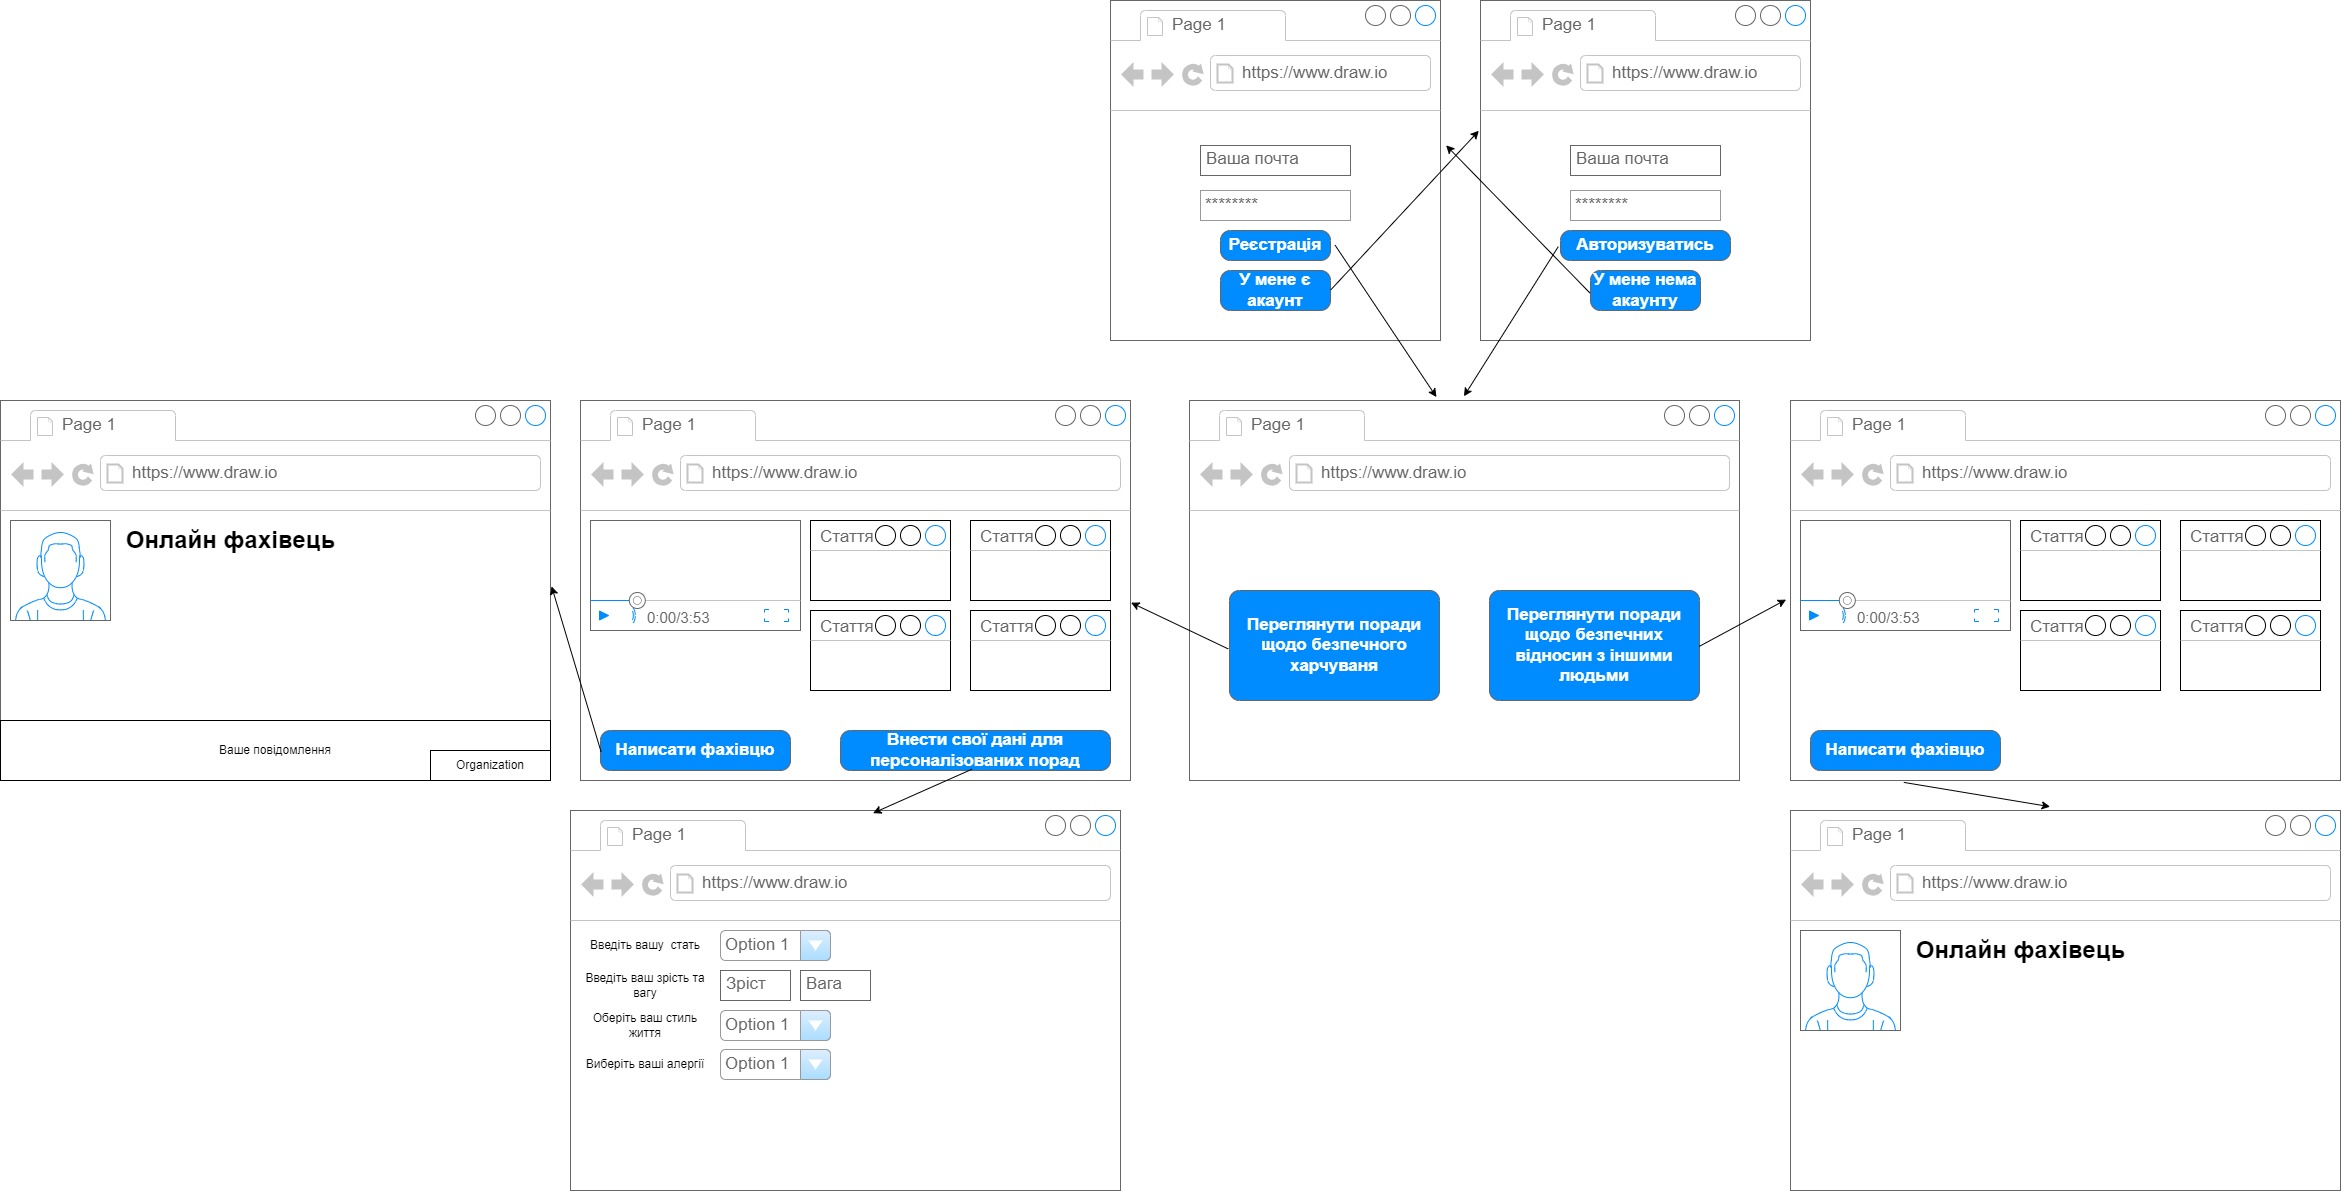 Page 1
https://www.draw.io
Ваша почта
********
Реєстрація
У мене є
акаунт
Page 1
https://www.draw.io
Ваша почта
********
Авторизуватись
У мене нема
акаунту
Page 1
https://www.draw.io
Онлайн фахівець
Ваше повідомлення
Organization
Page 1
https://www.draw.io
0:00/3:53
Стаття
Стаття
Стаття
Стаття
Написати фахівцю
Внести свої дані для
персоналізованих порад
Page 1
https://www.draw.io
Переглянути поради
щодо безпечного
харчуваня
Переглянути поради
щодо безпечних
відносин з іншими
людьми
Page 1
https://www.draw.io
0:00/3:53
Стаття
Стаття
Стаття
Стаття
Написати фахівцю
Page 1
https://www.draw.io
Введіть вашу стать
Option 1
Введіть ваш зрість та
вагу
Зріст
Вага
Оберіть ваш стиль
життя
Option 1
Виберіть ваші алергії
Option 1
Page 1
https://www.draw.io
Онлайн фахівець